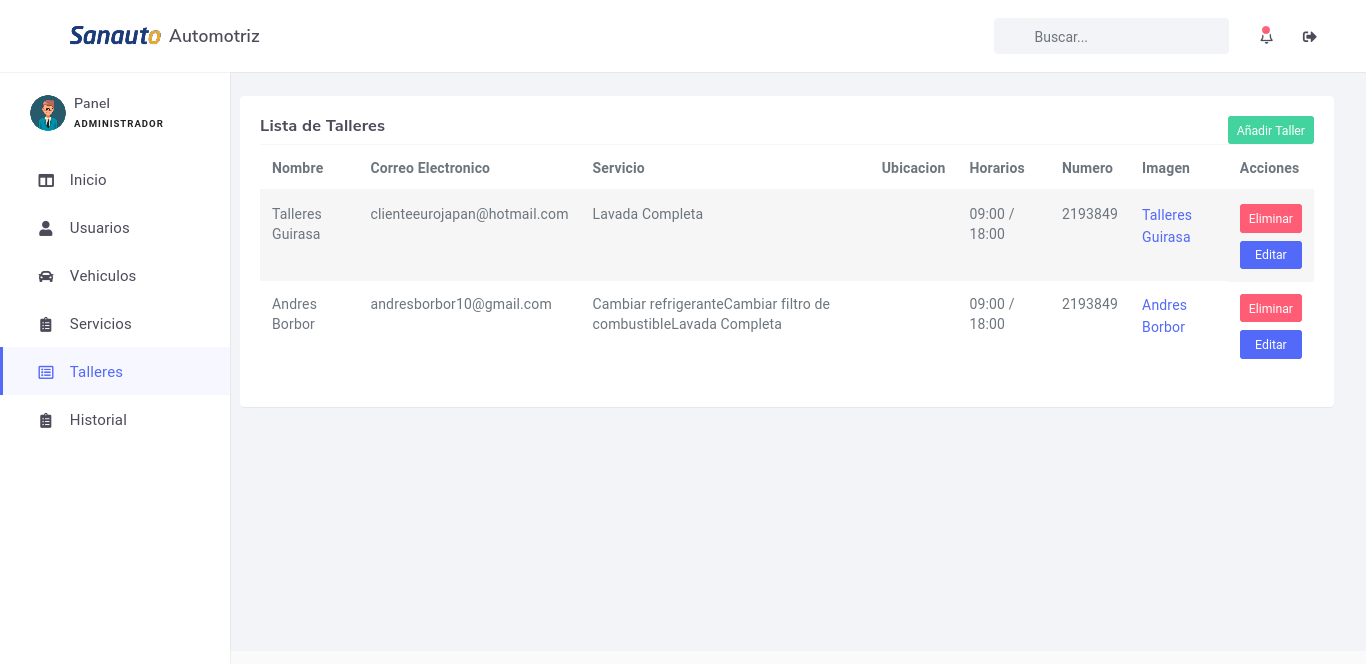 Sanauto Automotriz
Buscar...
Panel
ADMINISTRADOR
Inicio
Usuarios
Vehiculos
Servicios
Talleres
Historial
Lista de Talleres
Añadir Taller
Nombre Correo Electronico Servicio Ubicacion Horarios Numero Imagen Acciones
Talleres clienteeurojapan@hotmail.com Lavada Completa 09:00 / 2193849 Talleres Eliminar
Guirasa 18:00 Guirasa
Editar
Andres andresborbor10@gmail.com Cambiar refrigeranteCambiar filtro de 09:00 / 2193849 Andres Eliminar
Borbor combustibleLavada Completa 18:00 Borbor
Editar